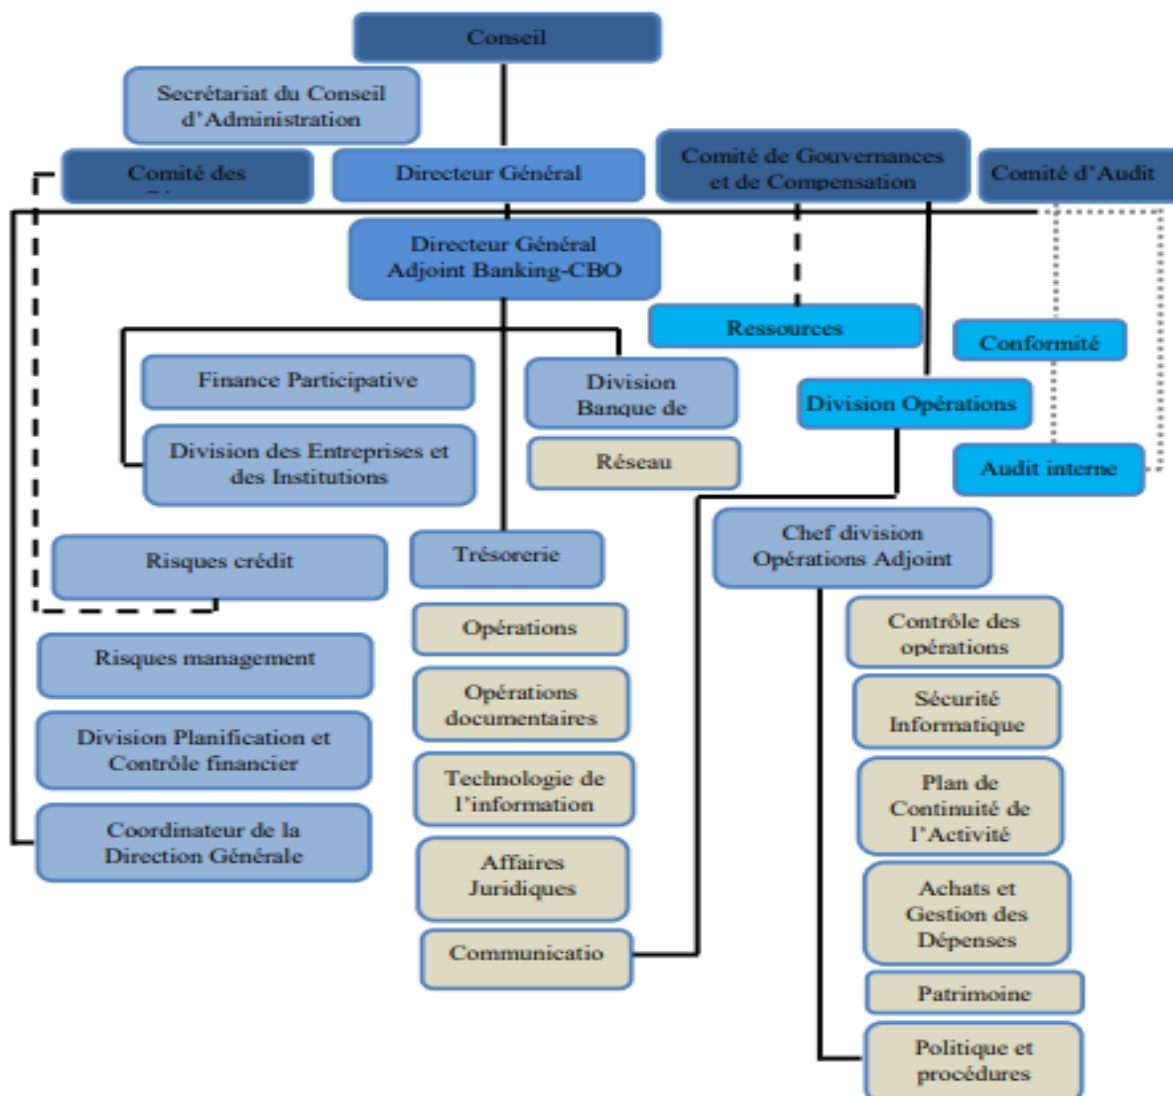 Conseil
Secrétariat du Conseil
d'Administration
Comité des
Directeur Général
Comité de Gouvernances
et de Compensation
Comité d'Audit
Directeur Général
Adjoint Banking-CBO
Ressources
Conformité
Finance Participative
Division
Banque de
Division Opérations
Division des Entreprises et
des Institutions
Réseau
Audit interne
Risques crédit
Trésorerie
Chef division
Opérations Adjoint
Opérations
Contrôle des
opérations
Risques management
Opérations
documentaires
Sécurité
Informatique
Division Planification et
Contrôle financier
Technologie de
l'information
Plan de
Continuité de
l'Activité
Coordinateur de la
Direction Générale
Affaires
Juridiques
Achats et
Gestion des
Dépenses
Communicatio
Patrimoine
Politique et
procédures